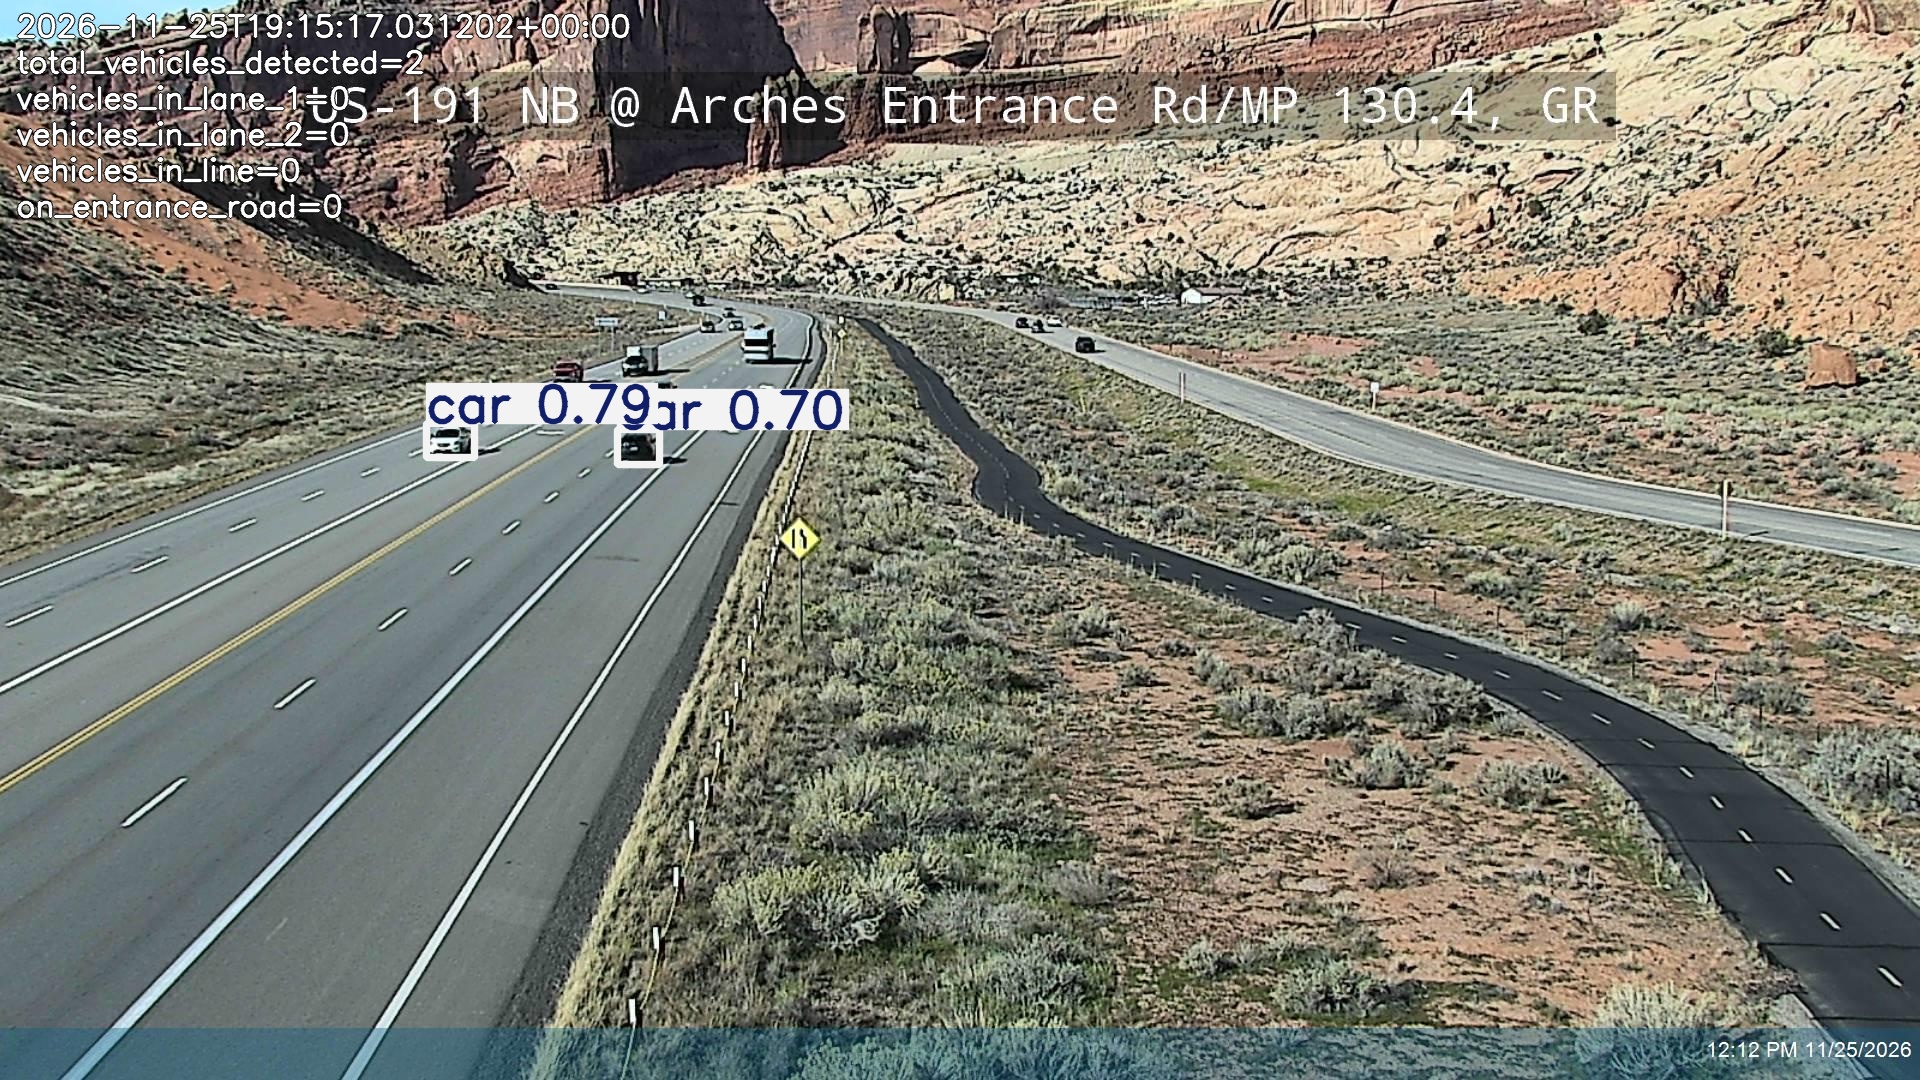 2026-11-25T19:15:17.031202+00:00
total_vehicles_detected=2
vehicles_in_lane_1=0
US-191 NB @ Arches Entrance Rd/MP 130.4, GR
vehicles_in_lane_2=0
vehicles_in_line=0
on_entrance_road=0
car 0.79
ar 0.70
12:12 PM 11/25/2026